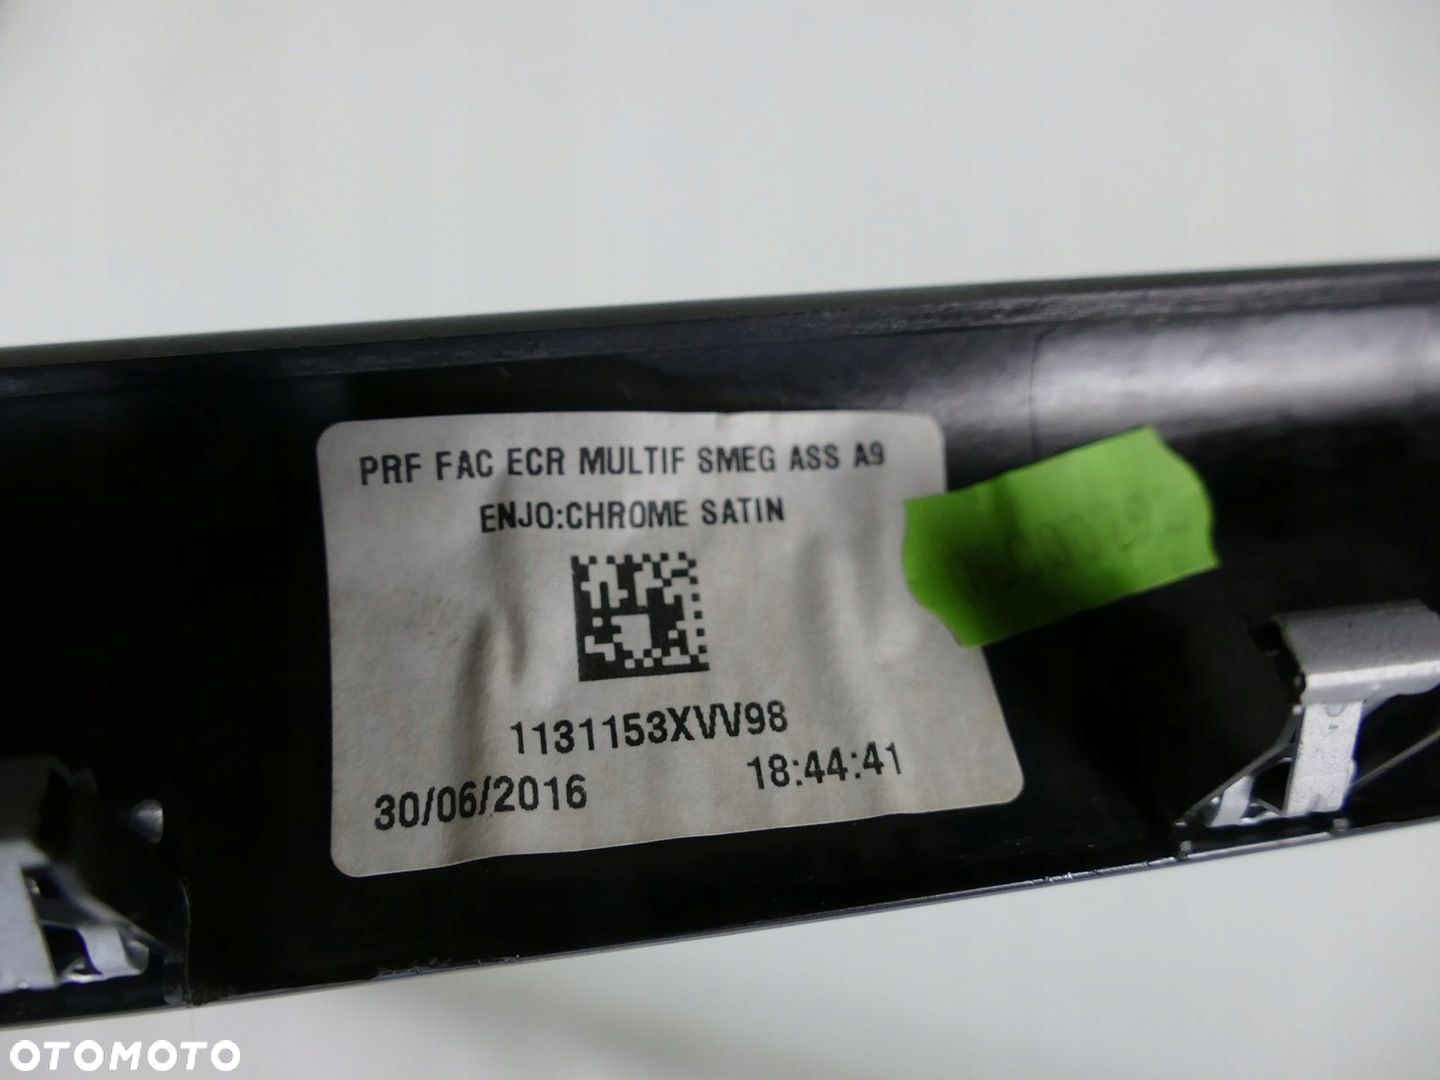 PRF FAC ECR MULTIF SMEG ASS A9
ENJO:CHROME SATIN
1131153XVV98
30/06/2016 18:44:41
OTOMOTO